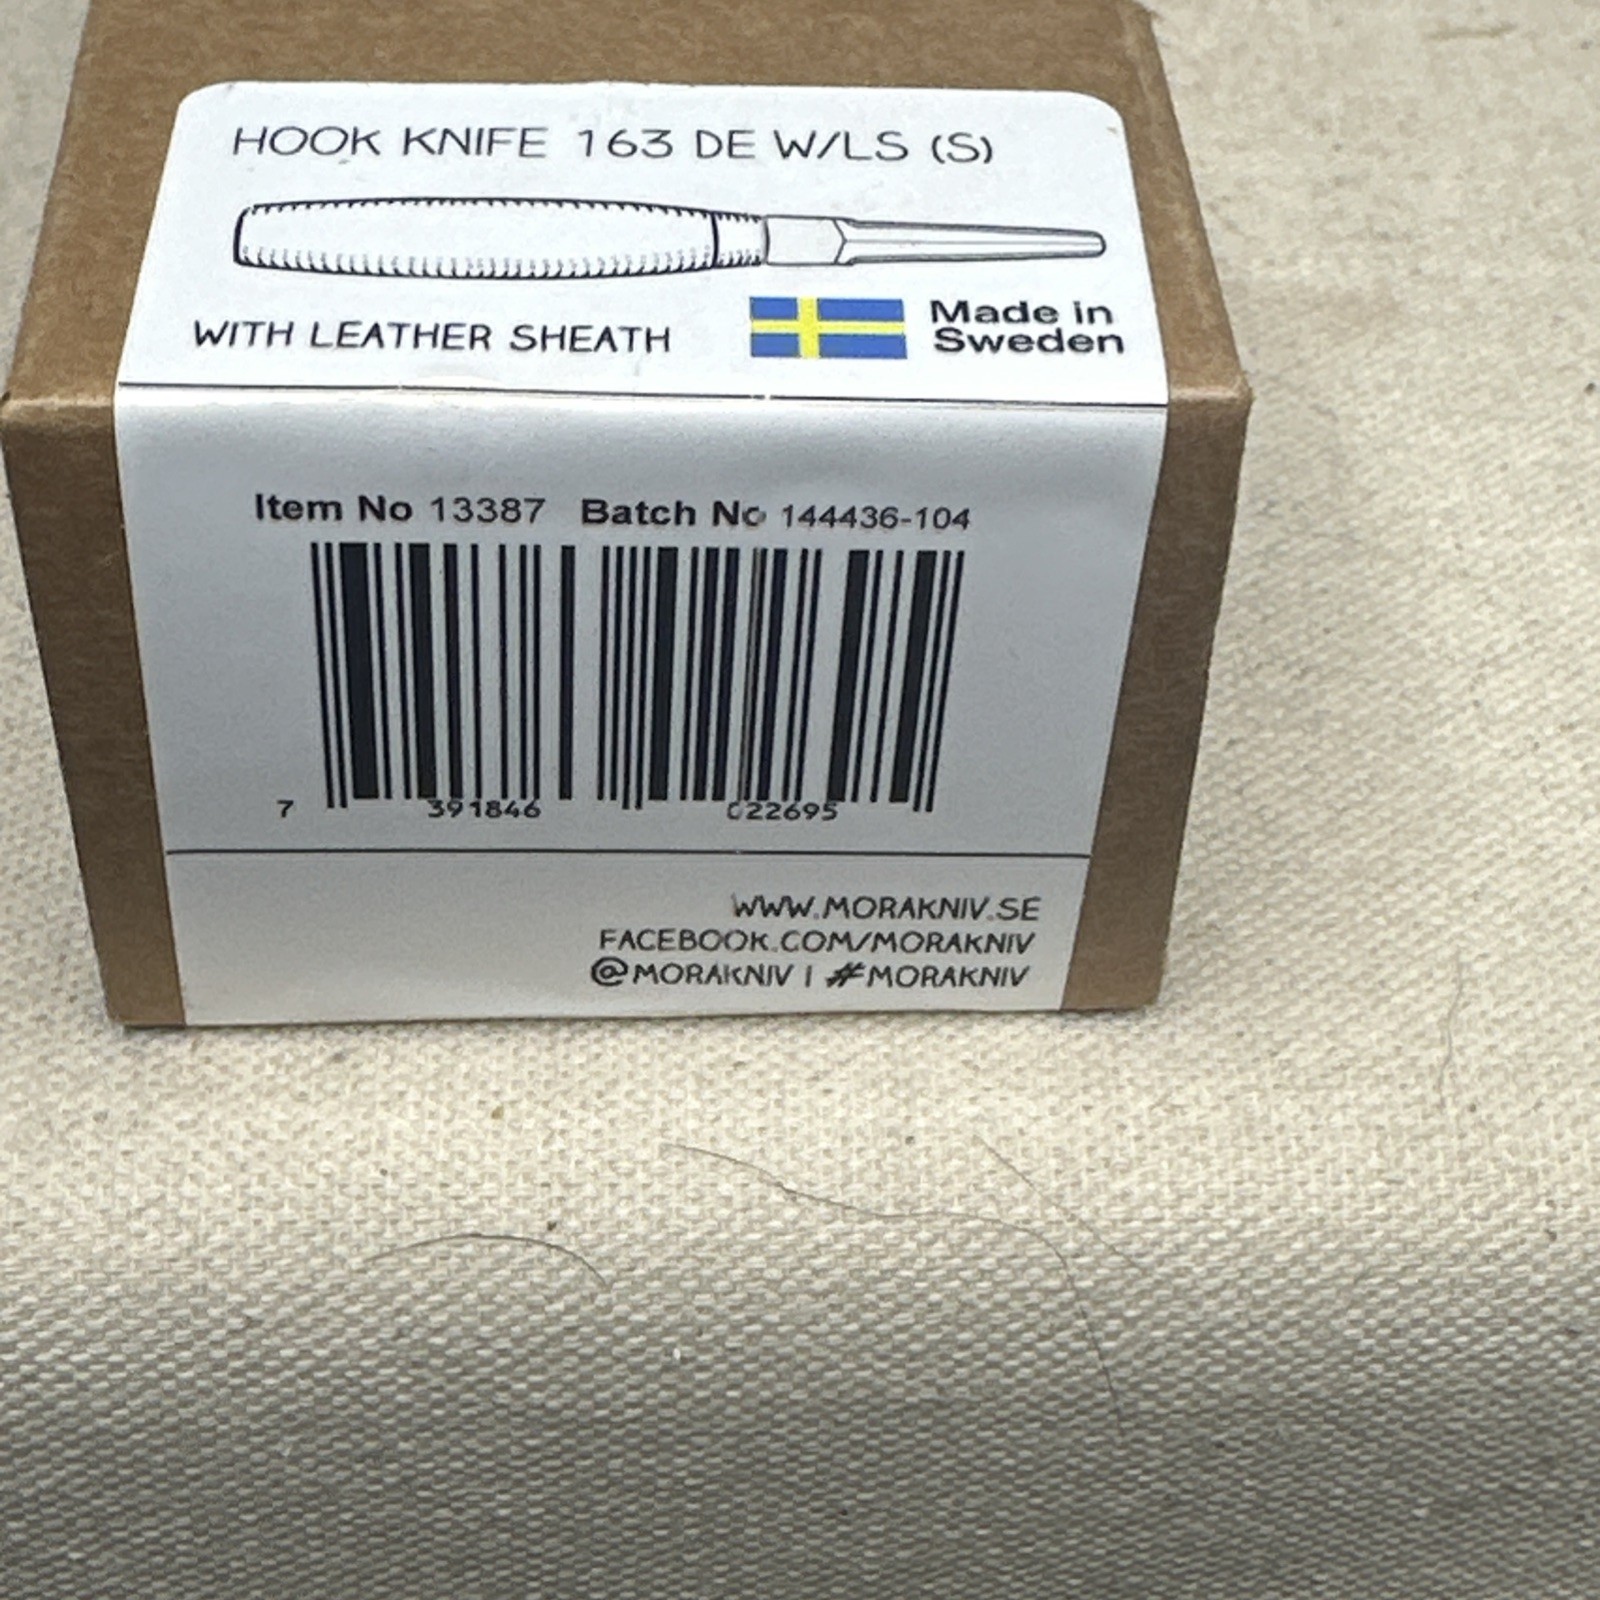 HOOK KNIFE 163 DE W/LS (S)
WITH LEATHER SHEATH
Made in
Sweden
Item No 13387 Batch No 144436-104
7 391846 022695
WWW.MORAKNIV.SE
FACEBOOK.COM/MORAKNIV
@MORAKNIV | #MORAKNIV